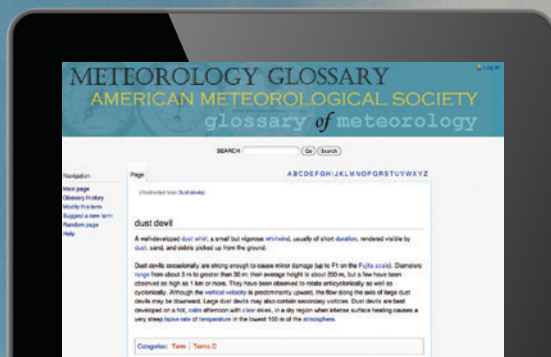 METEOROLOGY GLOSSARY
Log in
AMERICAN METEOROLOGICAL SOCIETY
glossary of meteorology
SEARCH Go Search
Navigation
Page
A B C D E F G H I J K L M N O P Q R S T U V W X Y Z
Main page
Glossary History
Modify this term
Suggest a new term
Random page
Help
(Redirected from Dust-devils)
dust devil
A well-developed dust whirl; a small but vigorous whirlwind, usually of short duration, rendered visible by
dust, sand, and debris picked up from the ground.
Dust devils occasionally are strong enough to cause minor damage (up to F1 on the Fujita scale). Diameters
range from about 3 m to greater than 30 m; their average height is about 200 m, but a few have been
observed as high as 1 km or more. They have been observed to rotate anticyclonically as well as
cyclonically. Although the vertical velocity is predominantly upward, the flow along the axis of large dust
devils may be downward. Large dust devils may also contain secondary vortices. Dust devils are best
developed on a hot, calm afternoon with clear skies, in a dry region when intense surface heating causes a
very steep lapse rate of temperature in the lowest 100 m of the atmosphere.
Categories: Term | Terms D